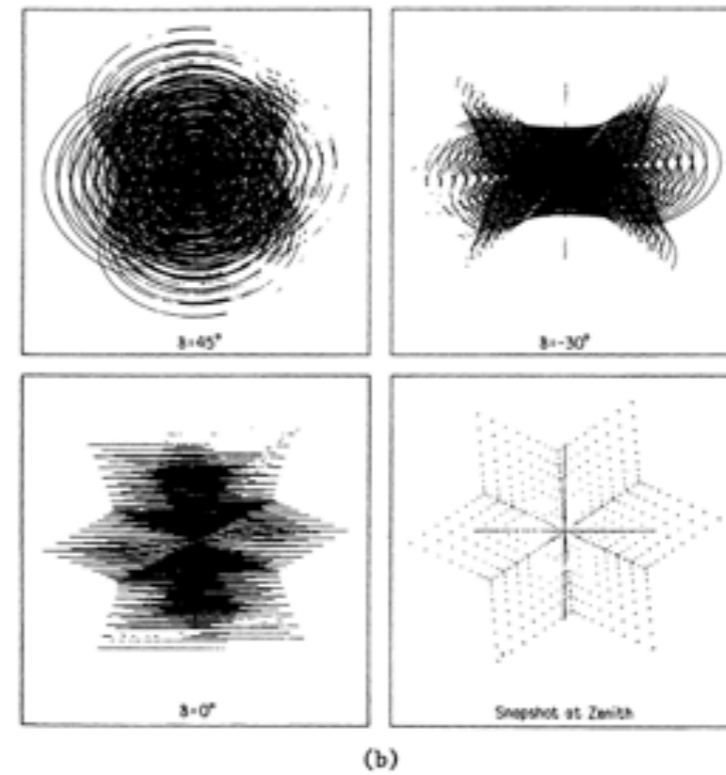 δ=45°
δ=-30°
δ=0°
Snapshot at Zenith
(b)